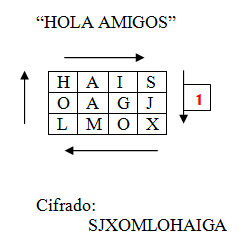 “HOLA AMIGOS”
H A I S
O A G J
L M O X
1
Cifrado:
SJXOMLOHAIGA